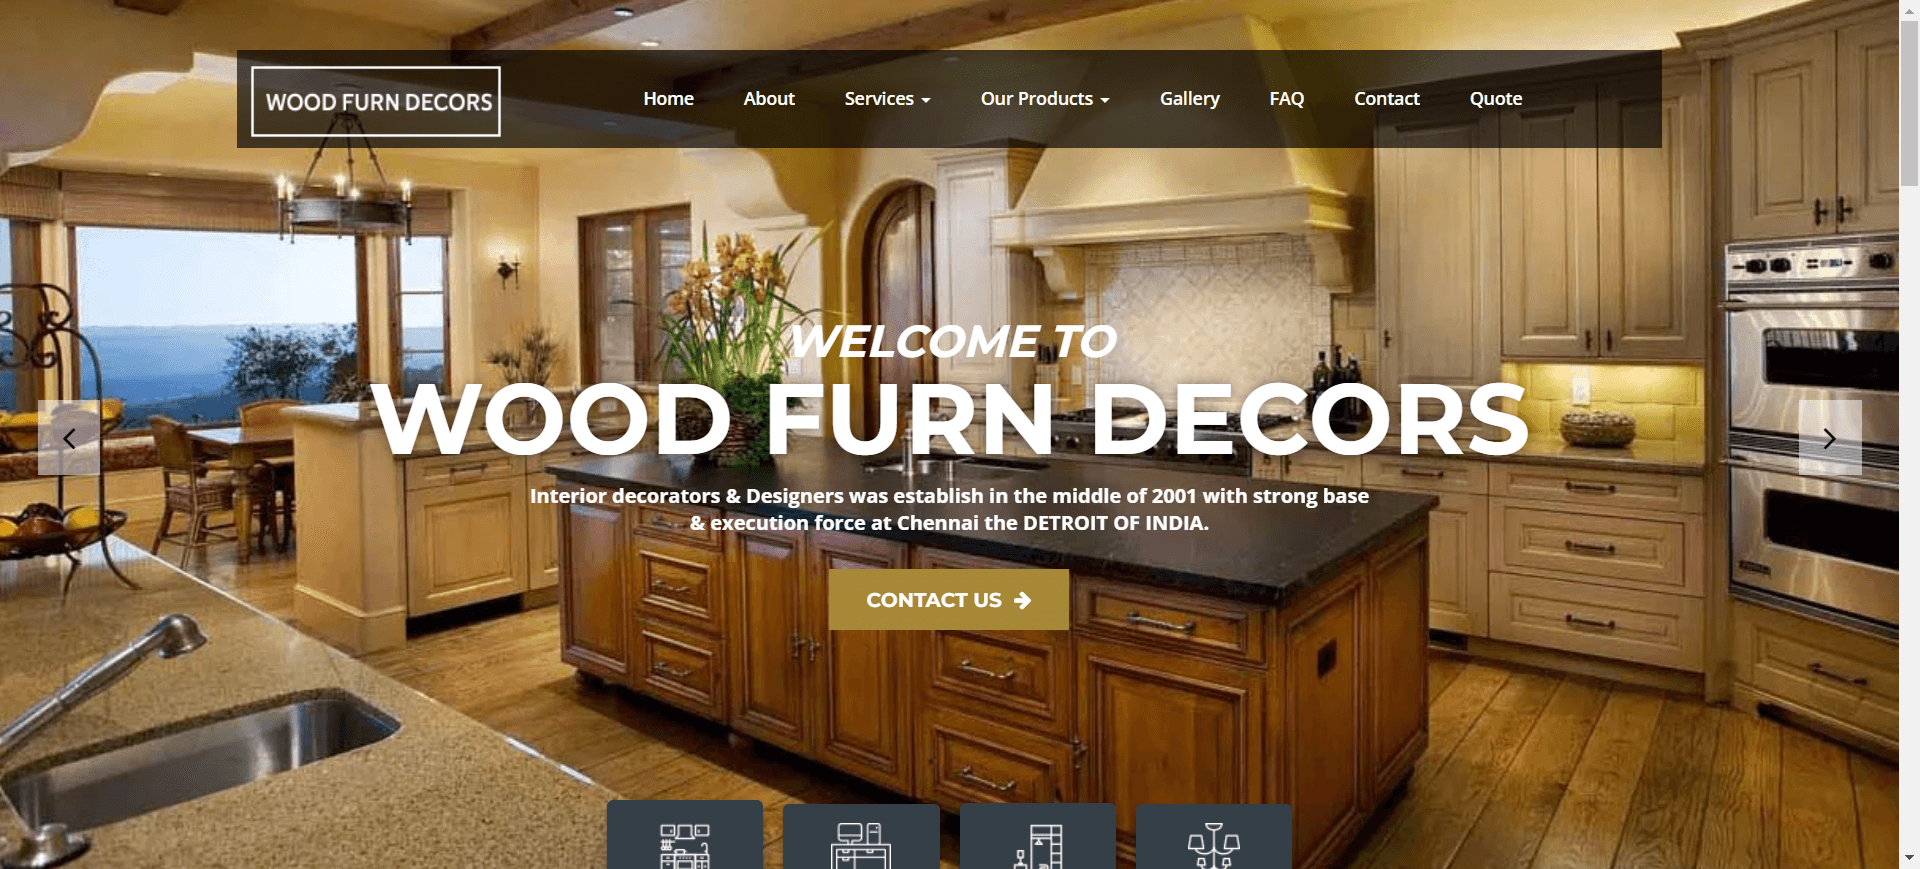 WOOD FURN DECORS
Home About Services Our Products Gallery FAQ Contact Quote
WELCOME TO
WOOD FURN DECORS
Interior decorators & Designers was establish in the middle of 2001 with strong base
& execution force at Chennai the DETROIT OF INDIA.
CONTACT US